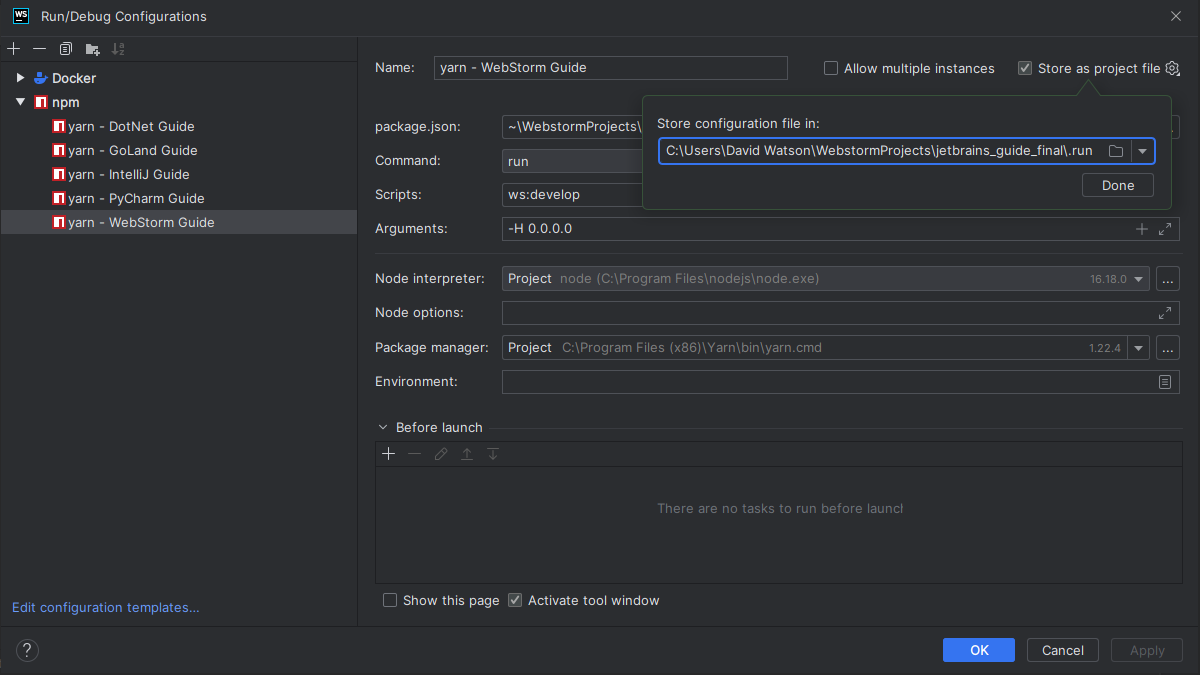 WS Run/Debug Configurations
Docker
npm
yarn - DotNet Guide
yarn - GoLand Guide
yarn - IntelliJ Guide
yarn - PyCharm Guide
yarn - WebStorm Guide
Edit configuration templates...
Name: yarn - WebStorm Guide
Allow multiple instances
Store as project file
package.json: ~\WebstormProjects\
Store configuration file in:
C:\Users\David Watson\WebstormProjects\jetbrains_guide_final\.run
Done
Command: run
Scripts: ws:develop
Arguments: -H 0.0.0.0
Node interpreter: Project node (C:\Program Files\nodejs\node.exe) 16.18.0 ...
Node options:
Package manager: Project C:\Program Files (x86)\Yarn\bin\yarn.cmd 1.22.4 ...
Environment:
Before launch
There are no tasks to run before launcl
Show this page
Activate tool window
?
OK
Cancel
Apply